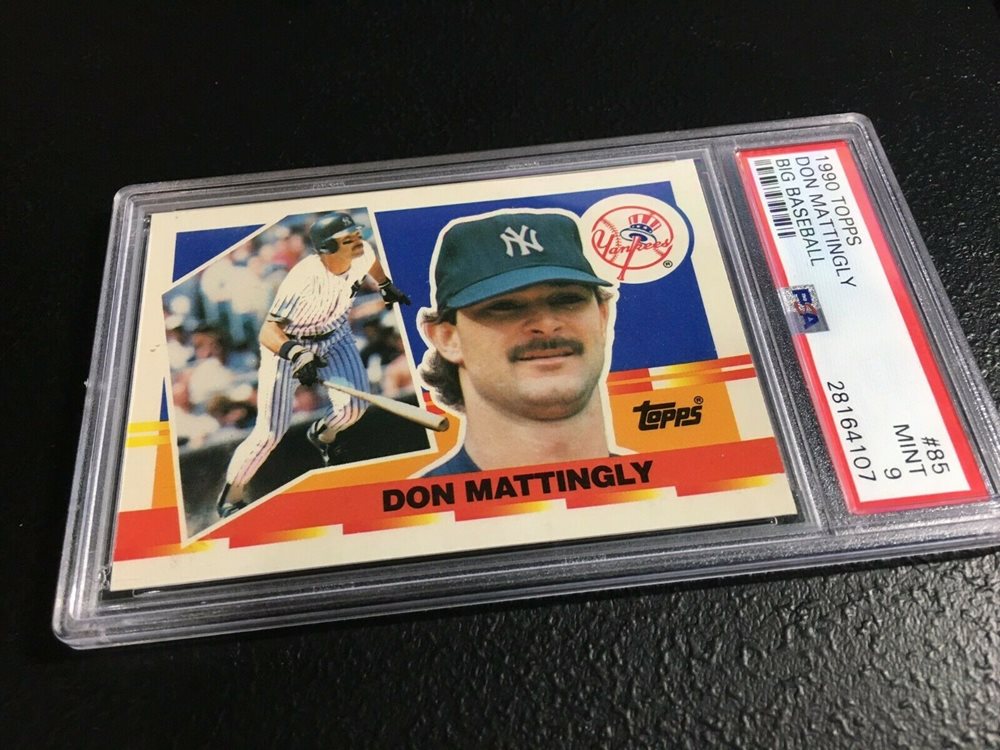 NY
Yankees
®
topps®
DON MATTINGLY
1990 TOPPS
DON MATTINGLY
BIG BASEBALL
PSA
#85
MINT 9
28164107